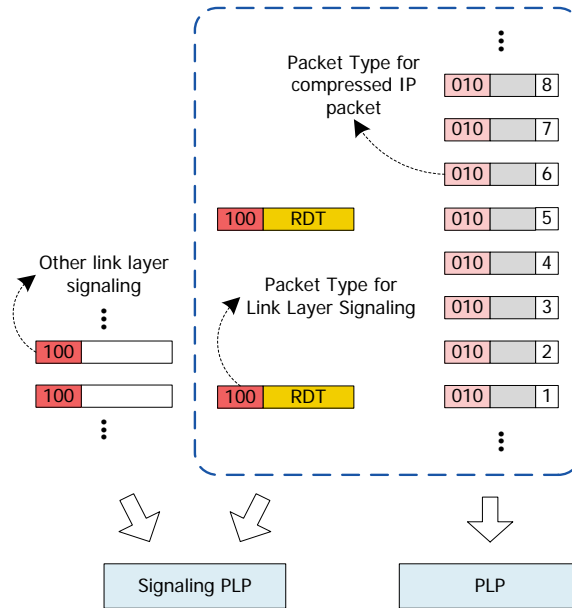 Packet Type for
compressed IP
packet
010 8
010 7
010 6
100 RDT
010 5
Other link layer
signaling
010 4
Packet Type for
Link Layer Signaling
010 3
100
010 2
100
100 RDT
010 1
Signaling PLP
PLP